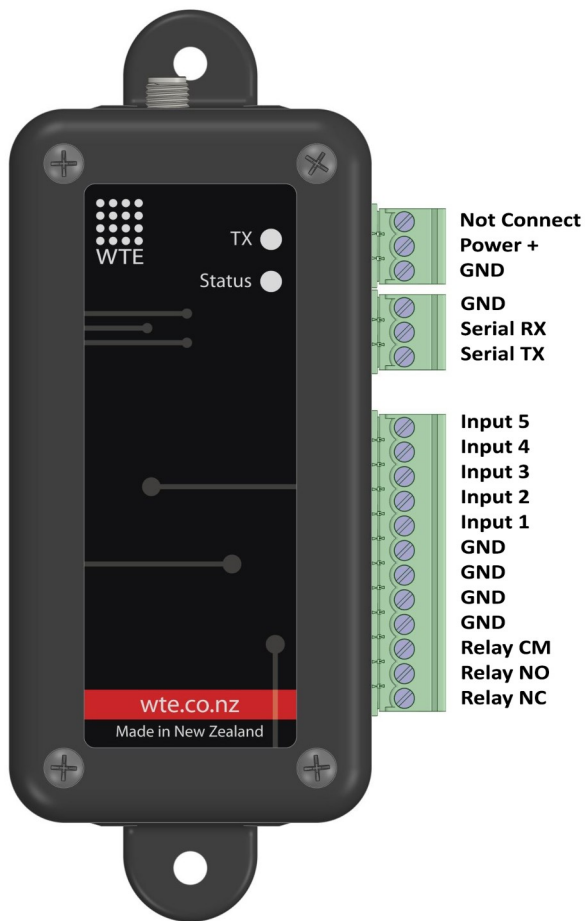 WTE
TX
Status
wte.co.nz
Made in New Zealand
Not Connect
Power +
GND
GND
Serial RX
Serial TX
Input 5
Input 4
Input 3
Input 2
Input 1
GND
GND
GND
GND
Relay CM
Relay NO
Relay NC